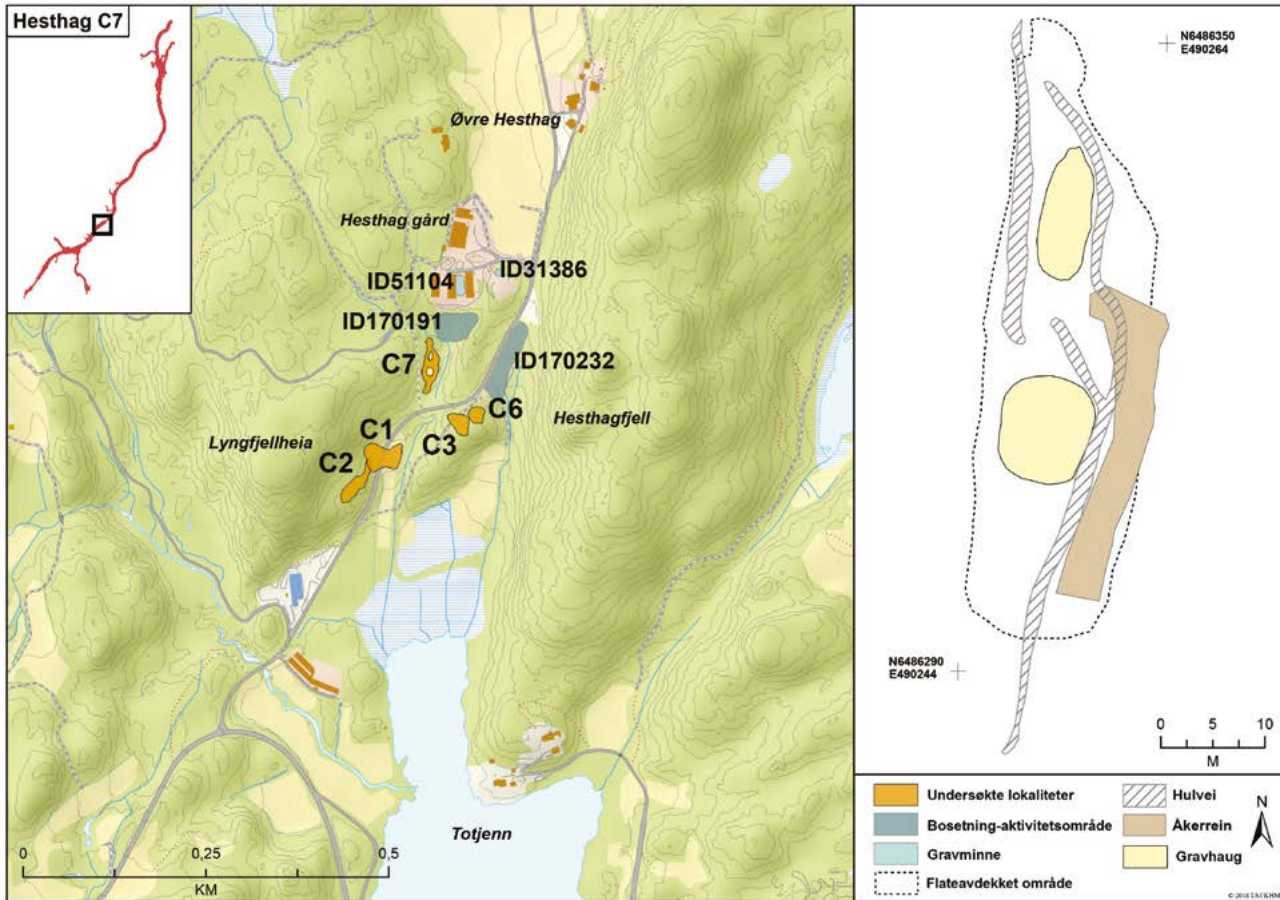 Hesthag C7
Øvre Hesthag
Hesthag gård
ID51104
ID31386
ID170191
C7
ID170232
C6
C3
Hesthagfjell
Lyngfjellheia
C1
C2
Totjenn
0
0,25
0,5
KM
N6486350
E490264
N6486290
E490244
0
5
10
M
Undersøkte lokaliteter
Bosetning-aktivitetsområde
Gravminne
Flateavdekket område
Hulvei
Åkerrein
Gravhaug
N